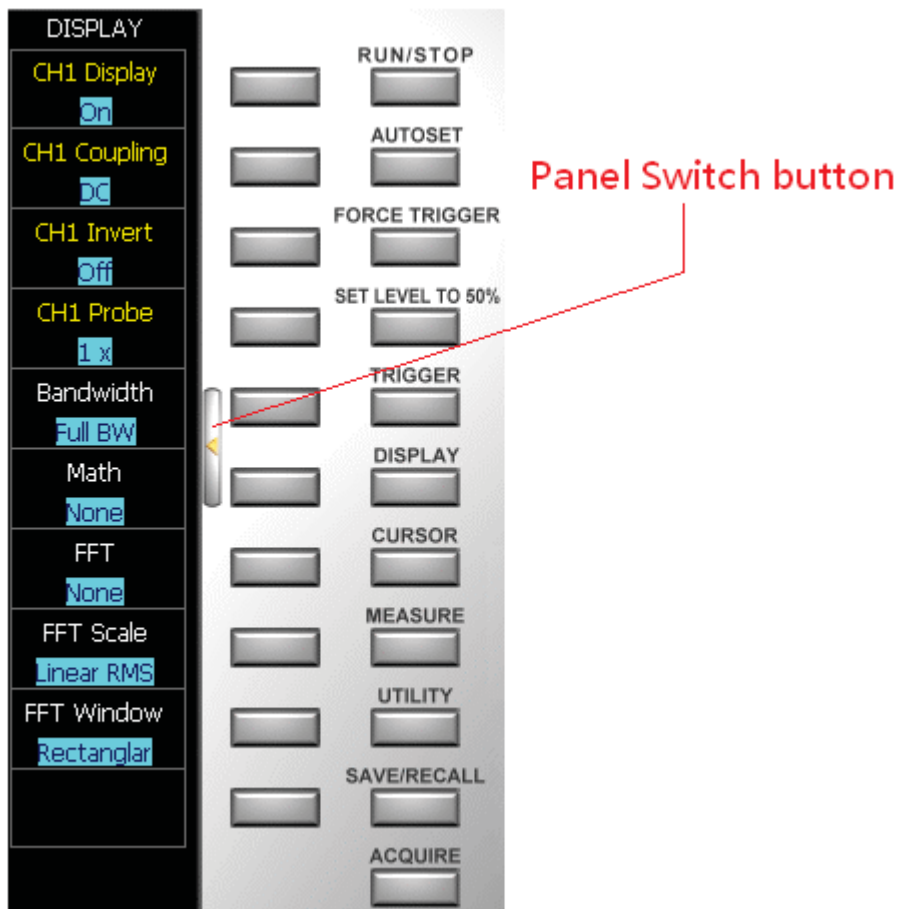 DISPLAY
CH1 Display
On
CH1 Coupling
DC
CH1 Invert
Off
CH1 Probe
1 x
Bandwidth
Full BW
Math
None
FFT
None
FFT Scale
Linear RMS
FFT Window
Rectanglar
RUN/STOP
AUTOSET
FORCE TRIGGER
SET LEVEL TO 50%
TRIGGER
DISPLAY
CURSOR
MEASURE
UTILITY
SAVE/RECALL
ACQUIRE
Panel Switch button